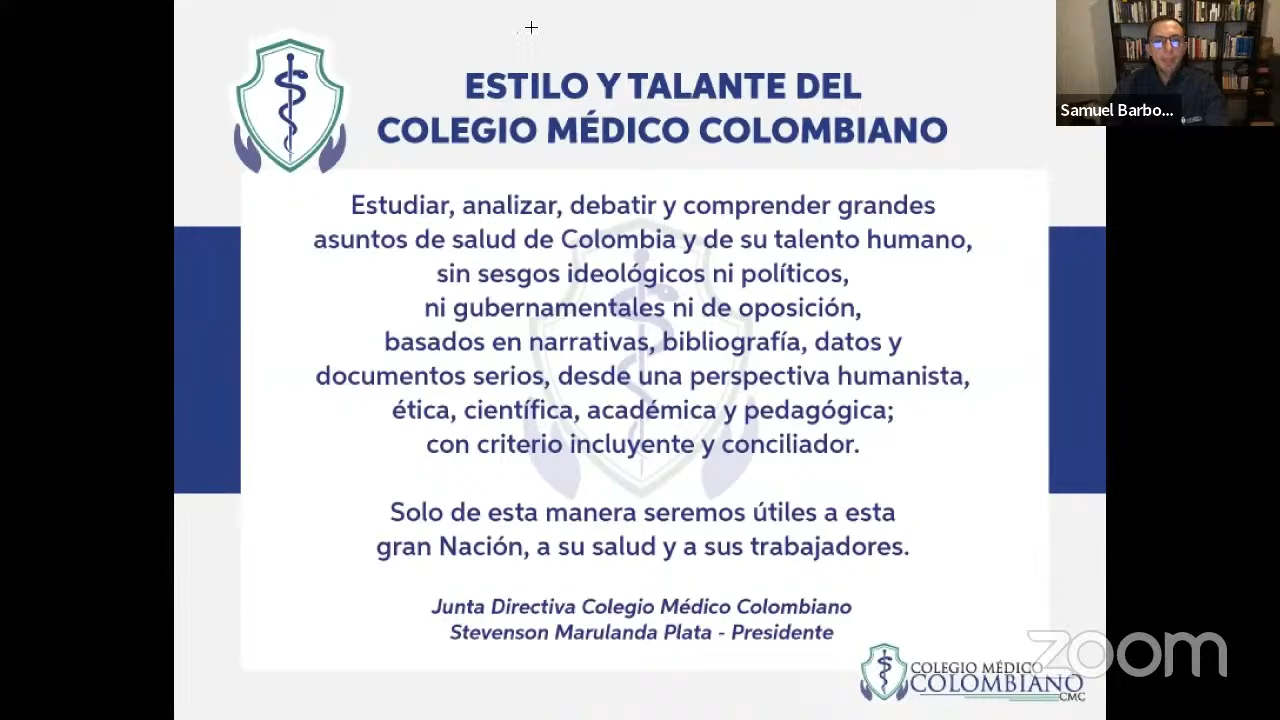 ESTILO Y TALANTE DEL
COLEGIO MÉDICO COLOMBIANO
Samuel Barbo...
Estudiar, analizar, debatir y comprender grandes
asuntos de salud de Colombia y de su talento humano,
sin sesgos ideológicos ni políticos,
ni gubernamentales ni de oposición,
basados en narrativas, bibliografía, datos y
documentos serios, desde una perspectiva humanista,
ética, científica, académica y pedagógica;
con criterio incluyente y conciliador.
Solo de esta manera seremos útiles a esta
gran Nación, a su salud y a sus trabajadores.
Junta Directiva Colegio Médico Colombiano
Stevenson Marulanda Plata - Presidente
COLEGIO MÉDICO
COLOMBIANO
CMC
zoom